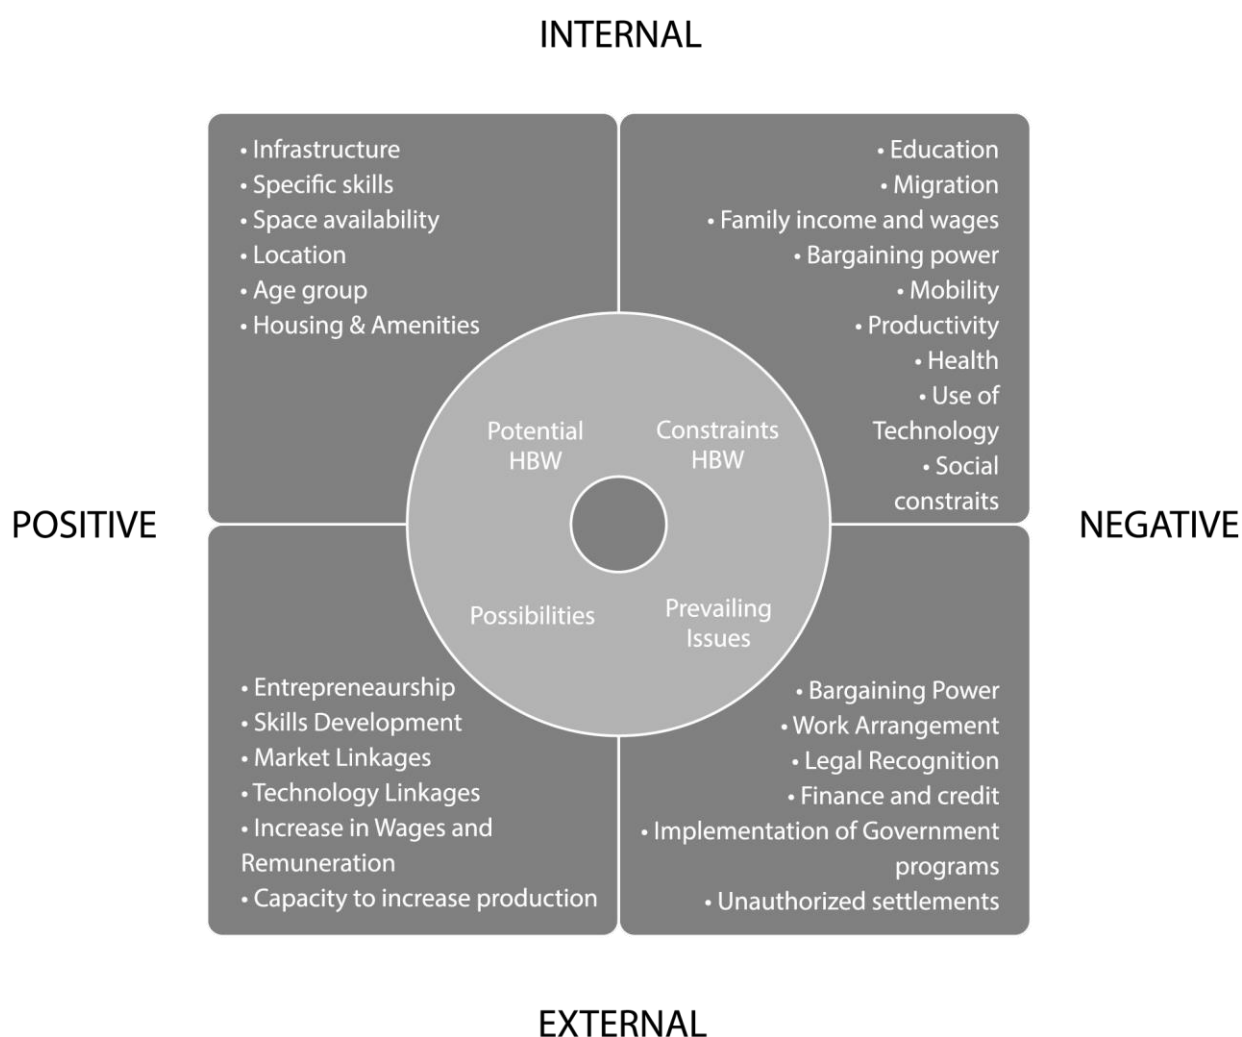 INTERNAL
• Infrastructure
• Specific skills
• Space availability
• Location
• Age group
• Housing & Amenities
• Education
• Migration
• Family income and wages
• Bargaining power
• Mobility
• Productivity
• Health
• Use of
Technology
• Social
constraits
Potential
HBW
Constraints
HBW
POSITIVE
NEGATIVE
Possibilities
Prevailing
Issues
• Entrepreneaurship
• Skills Development
• Market Linkages
• Technology Linkages
• Increase in Wages and
Remuneration
• Capacity to increase production
• Bargaining Power
• Work Arrangement
• Legal Recognition
• Finance and credit
• Implementation of Government
programs
• Unauthorized settlements
EXTERNAL